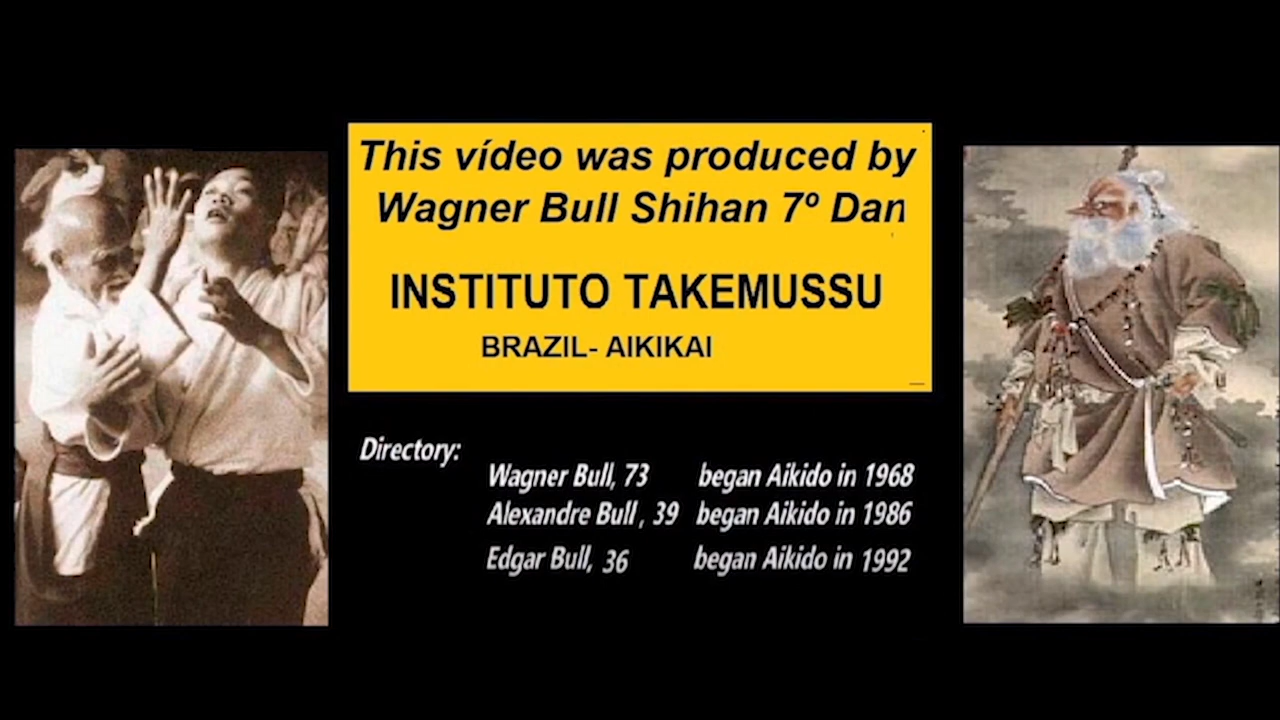 This vídeo was produced by
Wagner Bull Shihan 7º Dan
INSTITUTO TAKEMUSSU
BRAZIL- AIKIKAI
Directory:
Wagner Bull, 73 began Aikido in 1968
Alexandre Bull , 39 began Aikido in 1986
Edgar Bull, 36 began Aikido in 1992